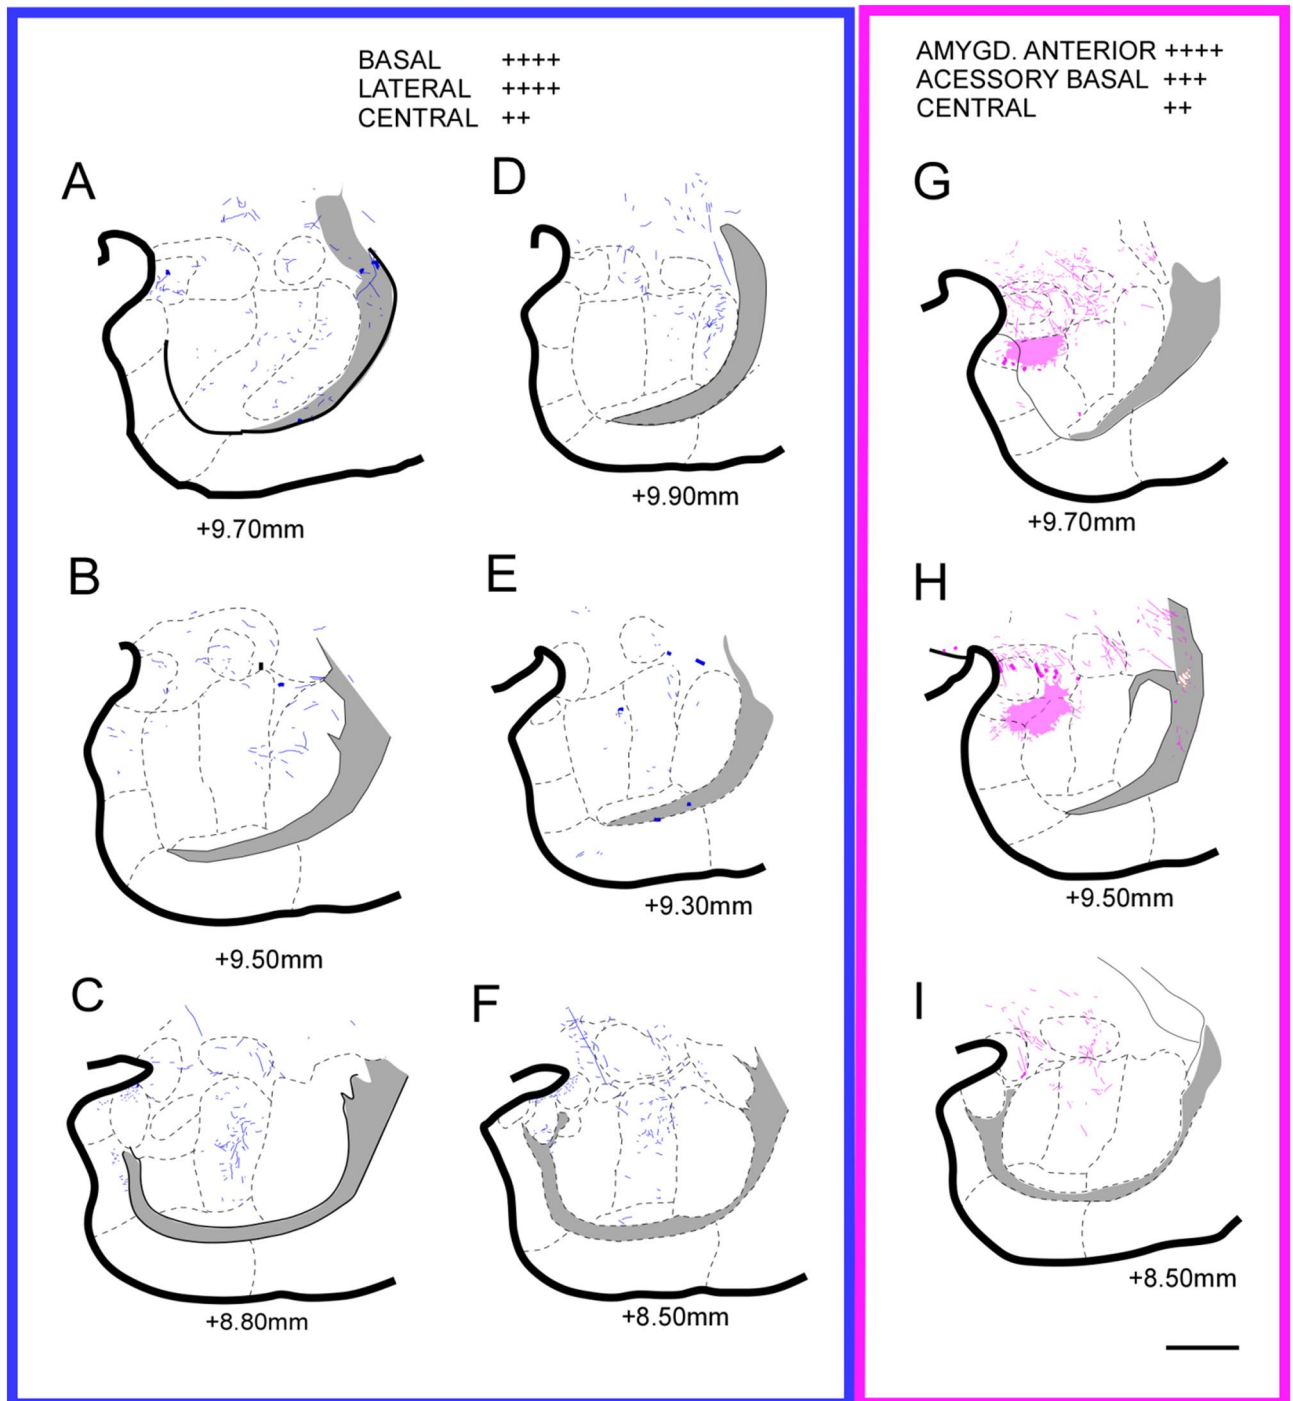 BASAL ++++
LATERAL ++++
CENTRAL ++
AMYGD. ANTERIOR ++++
ACESSORY BASAL +++
CENTRAL ++
A
D
G
+9.70mm
+9.90mm
+9.70mm
B
E
H
+9.50mm
+9.30mm
+9.50mm
C
F
I
+8.80mm
+8.50mm
+8.50mm